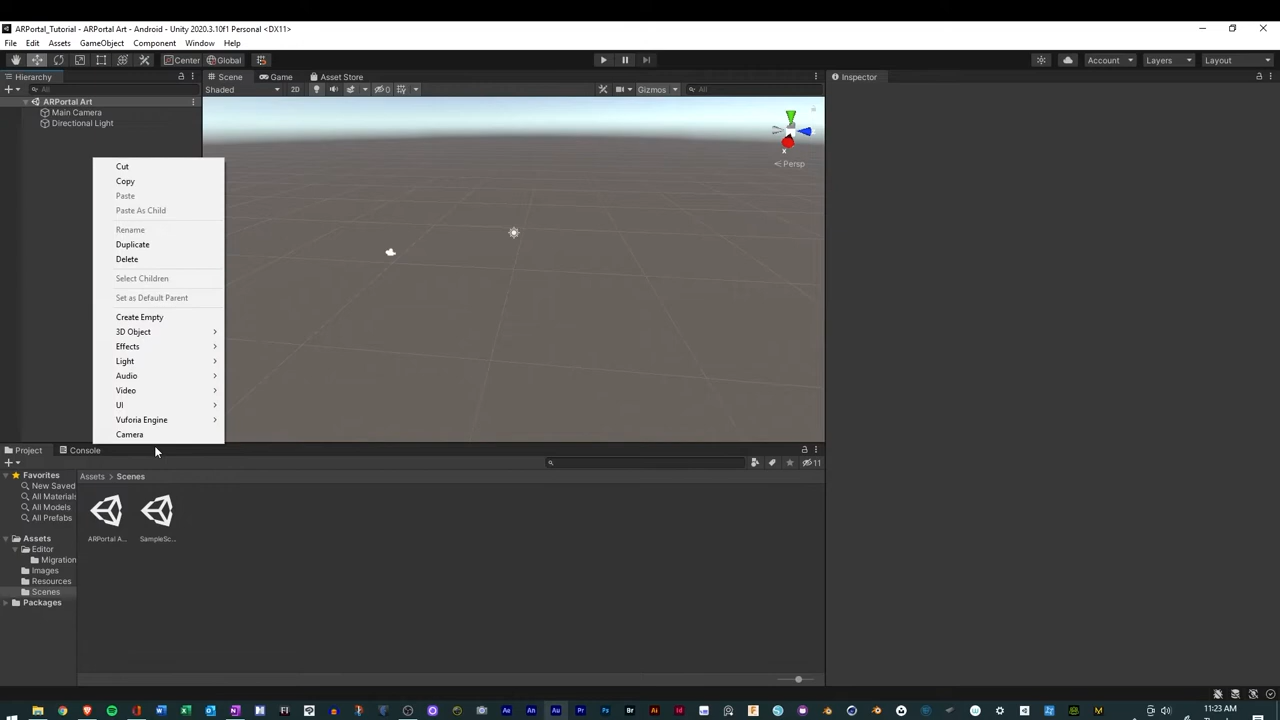 ARPortal_Tutorial - ARPortal Art - Android - Unity 2020.3.10f1 Personal <DX11>
File Edit Assets GameObject Component Window Help
Center Global Account Layers Layout
Hierarchy Scene Game Asset Store Inspector
All Shaded 2D 0 Gizmos All
ARPortal Art
Main Camera
Directional Light
x
Persp
Cut
Copy
Paste
Paste As Child
Rename
Duplicate
Delete
Select Children
Set as Default Parent
Create Empty
3D Object
Effects
Light
Audio
Video
UI
Vuforia Engine
Camera
Project Console
11
Favorites
New Saved
All Materials
All Models
All Prefabs
Assets
Editor
Migration
Images
Resources
Scenes
Packages
Assets > Scenes
ARPortal A...
SampleSc...
11:23 AM